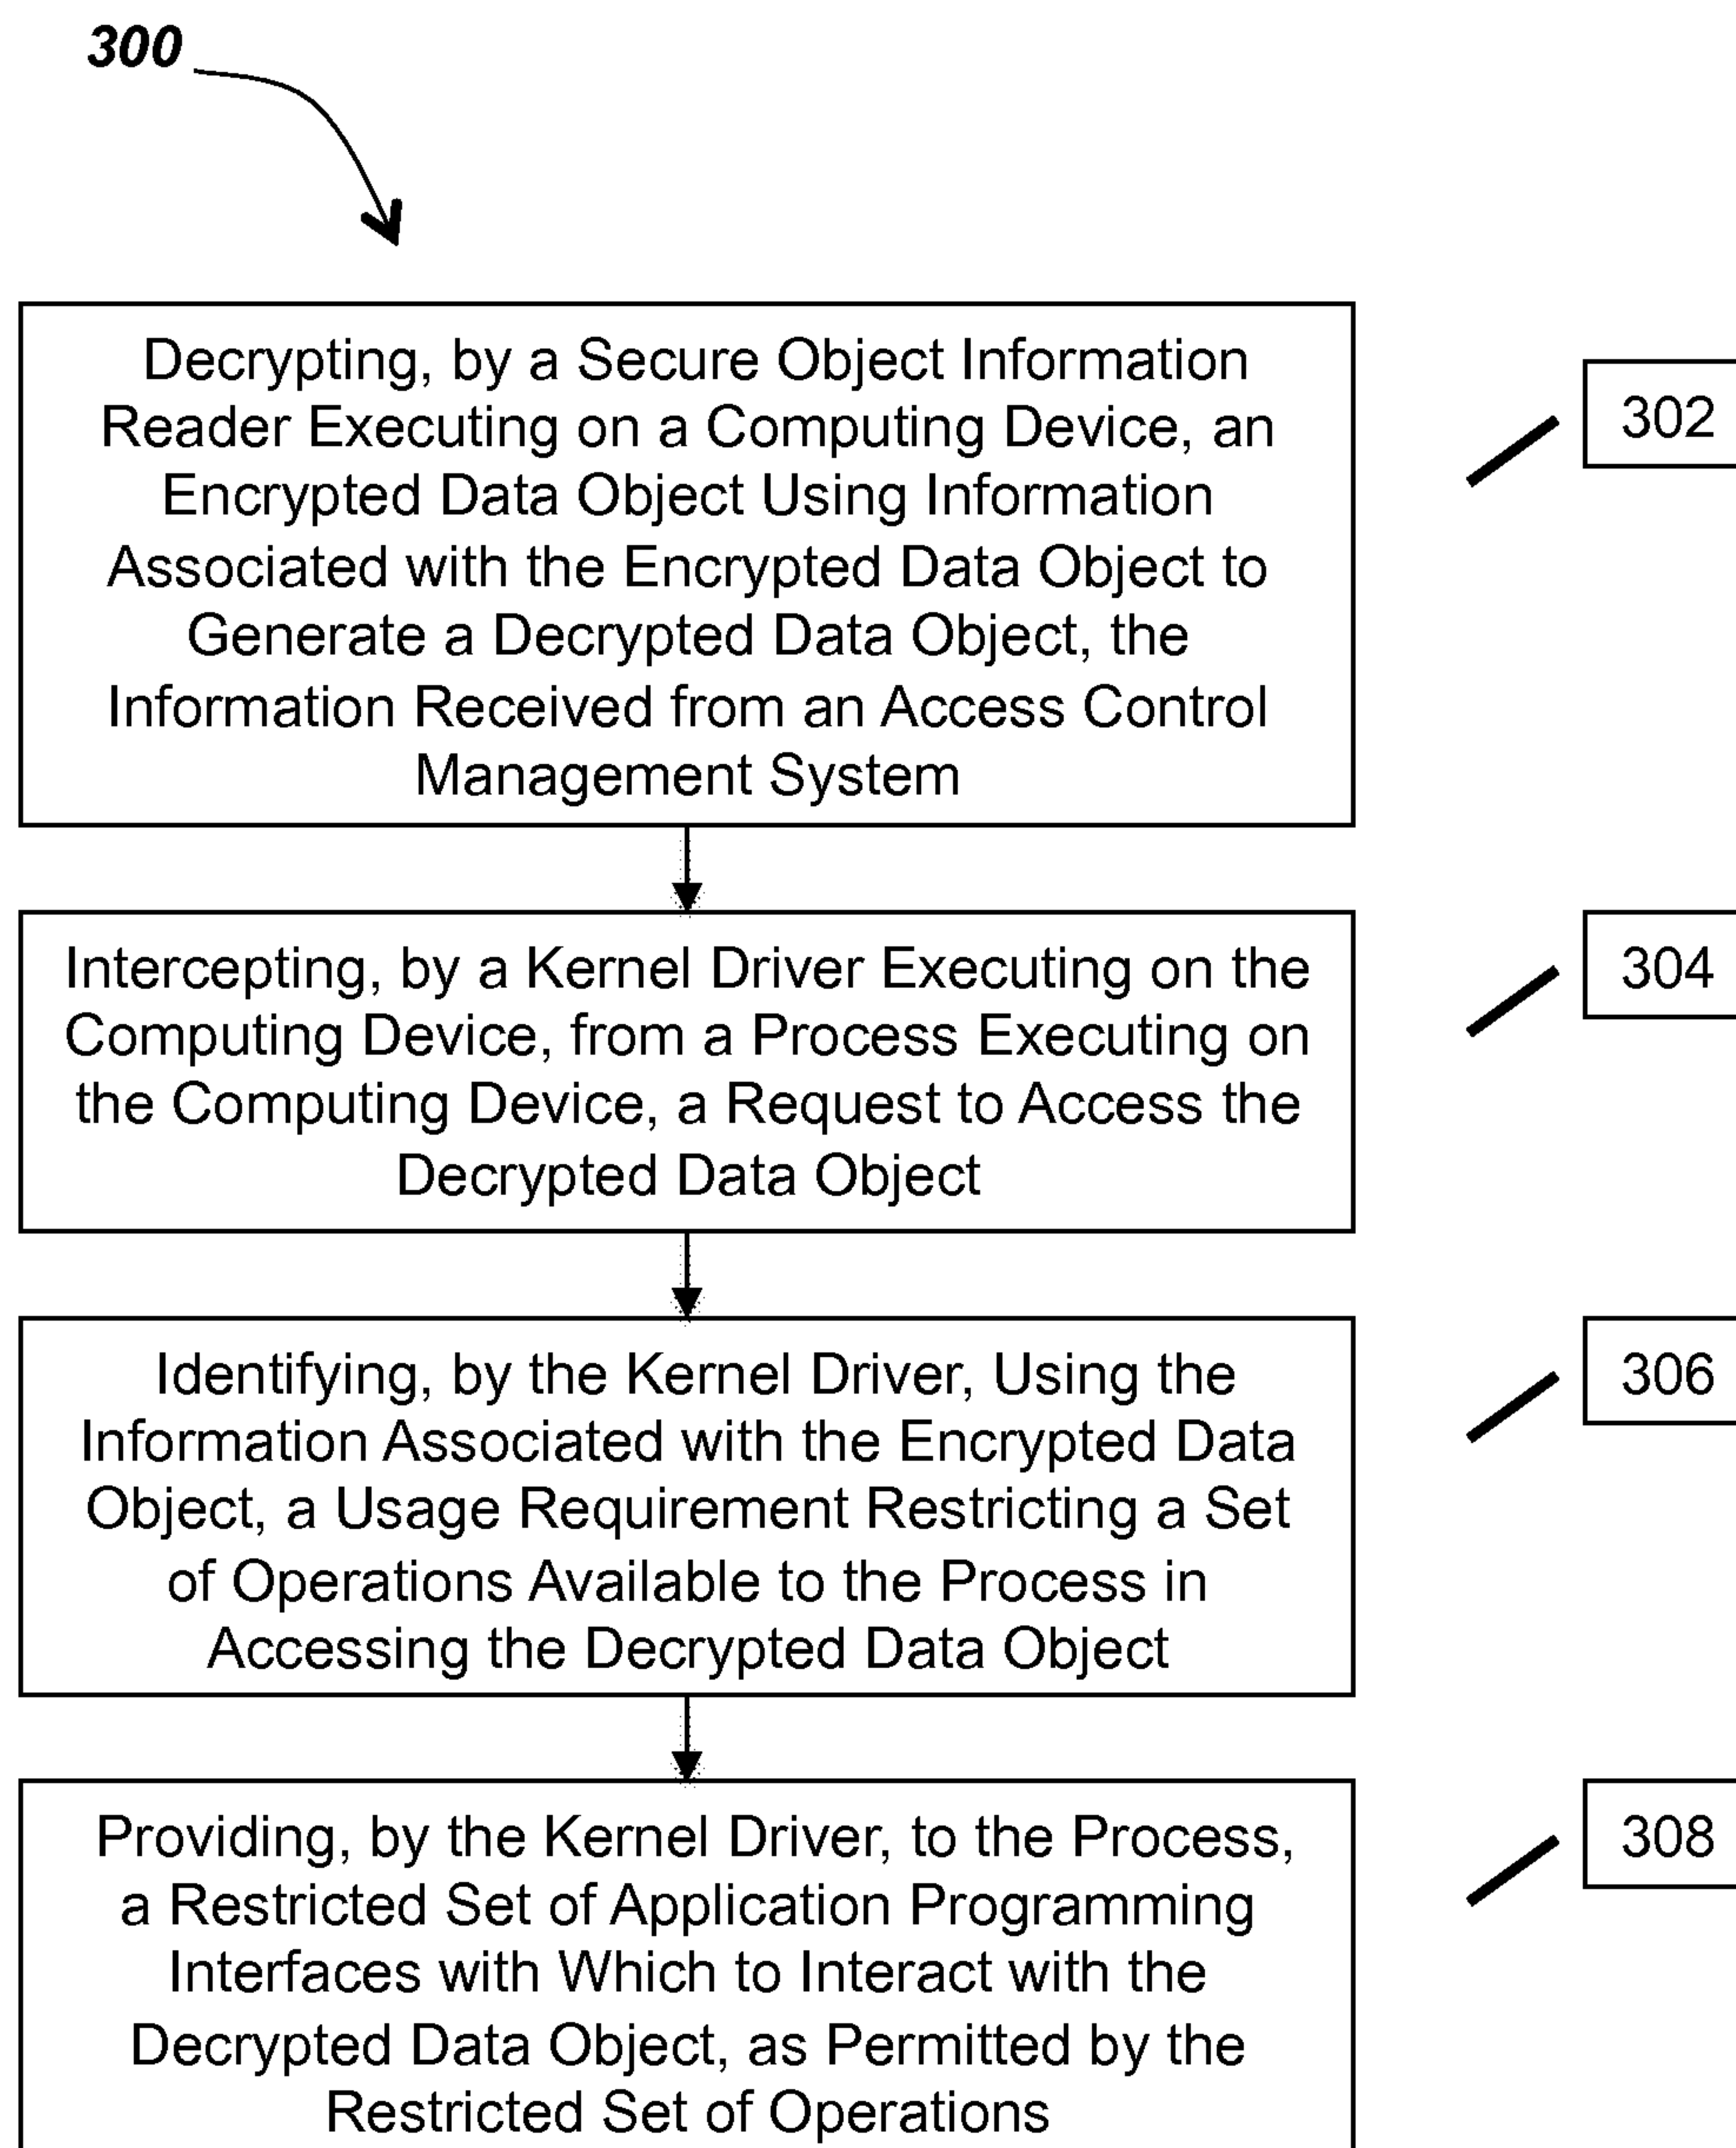 300
Decrypting, by a Secure Object Information
Reader Executing on a Computing Device, an
Encrypted Data Object Using Information
Associated with the Encrypted Data Object to
Generate a Decrypted Data Object, the
Information Received from an Access Control
Management System
302
Intercepting, by a Kernel Driver Executing on the
Computing Device, from a Process Executing on
the Computing Device, a Request to Access the
Decrypted Data Object
304
Identifying, by the Kernel Driver, Using the
Information Associated with the Encrypted Data
Object, a Usage Requirement Restricting a Set
of Operations Available to the Process in
Accessing the Decrypted Data Object
306
Providing, by the Kernel Driver, to the Process,
a Restricted Set of Application Programming
Interfaces with Which to Interact with the
Decrypted Data Object, as Permitted by the
Restricted Set of Operations
308